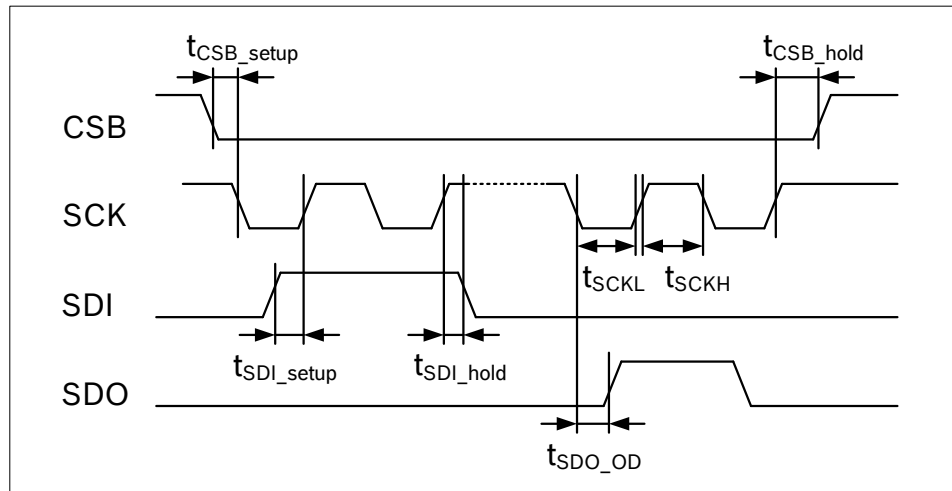 tCSB_setup tCSB_hold
CSB
SCK
tSCKL tSCKH
SDI
tSDI_setup tSDI_hold
SDO
tSDO_OD